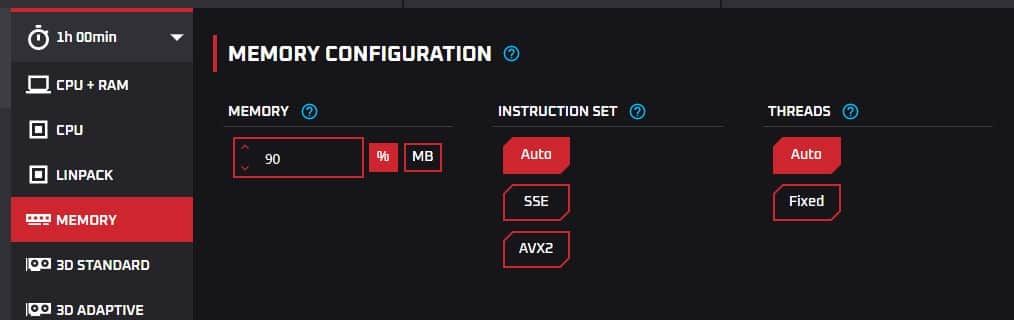 1h 00min
CPU + RAM
CPU
LINPACK
MEMORY
3D STANDARD
3D ADAPTIVE
MEMORY CONFIGURATION ?
MEMORY ? INSTRUCTION SET ? THREADS ?
90 % MB Auto Auto
SSE Fixed
AVX2